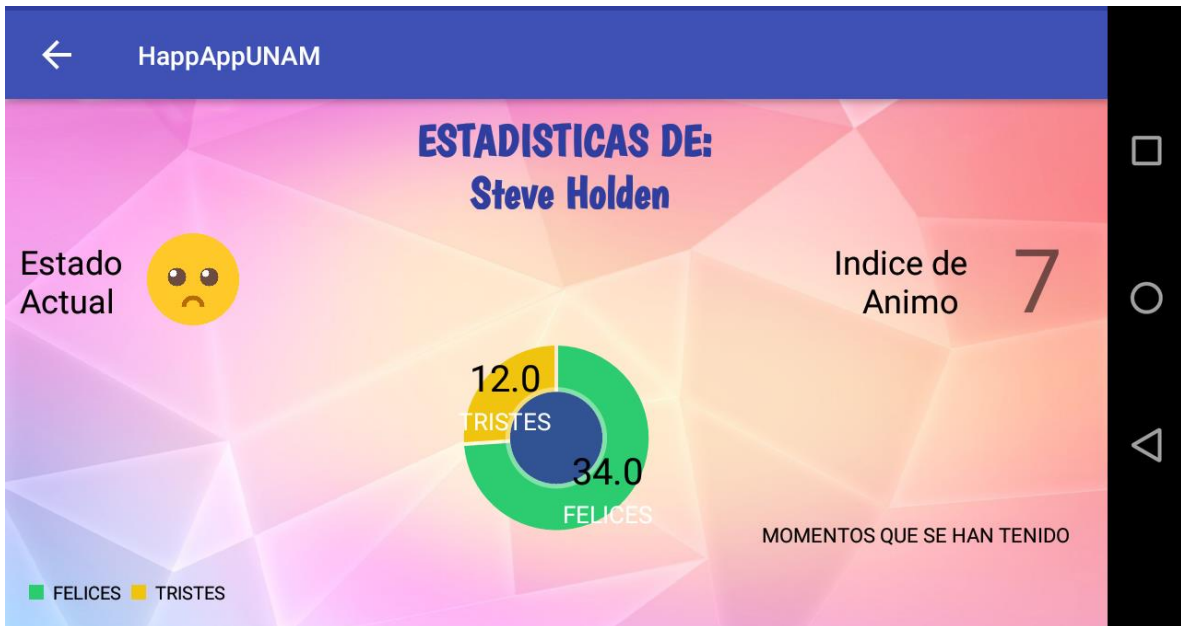 HappAppUNAM
ESTADISTICAS DE:
Steve Holden
Estado
Actual
Indice de
Animo
7
12.0
TRISTES
34.0
FELICES
MOMENTOS QUE SE HAN TENIDO
FELICES TRISTES